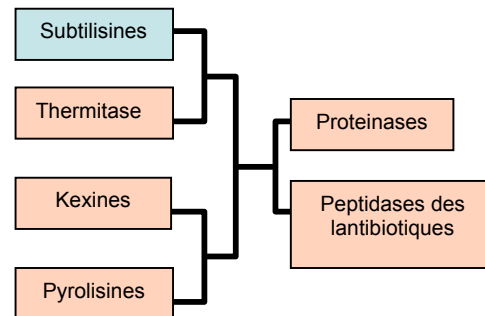 Subtilisines
Thermitase
Kexines
Pyrolisines
Proteinases
Peptidases des
lantibiotiques